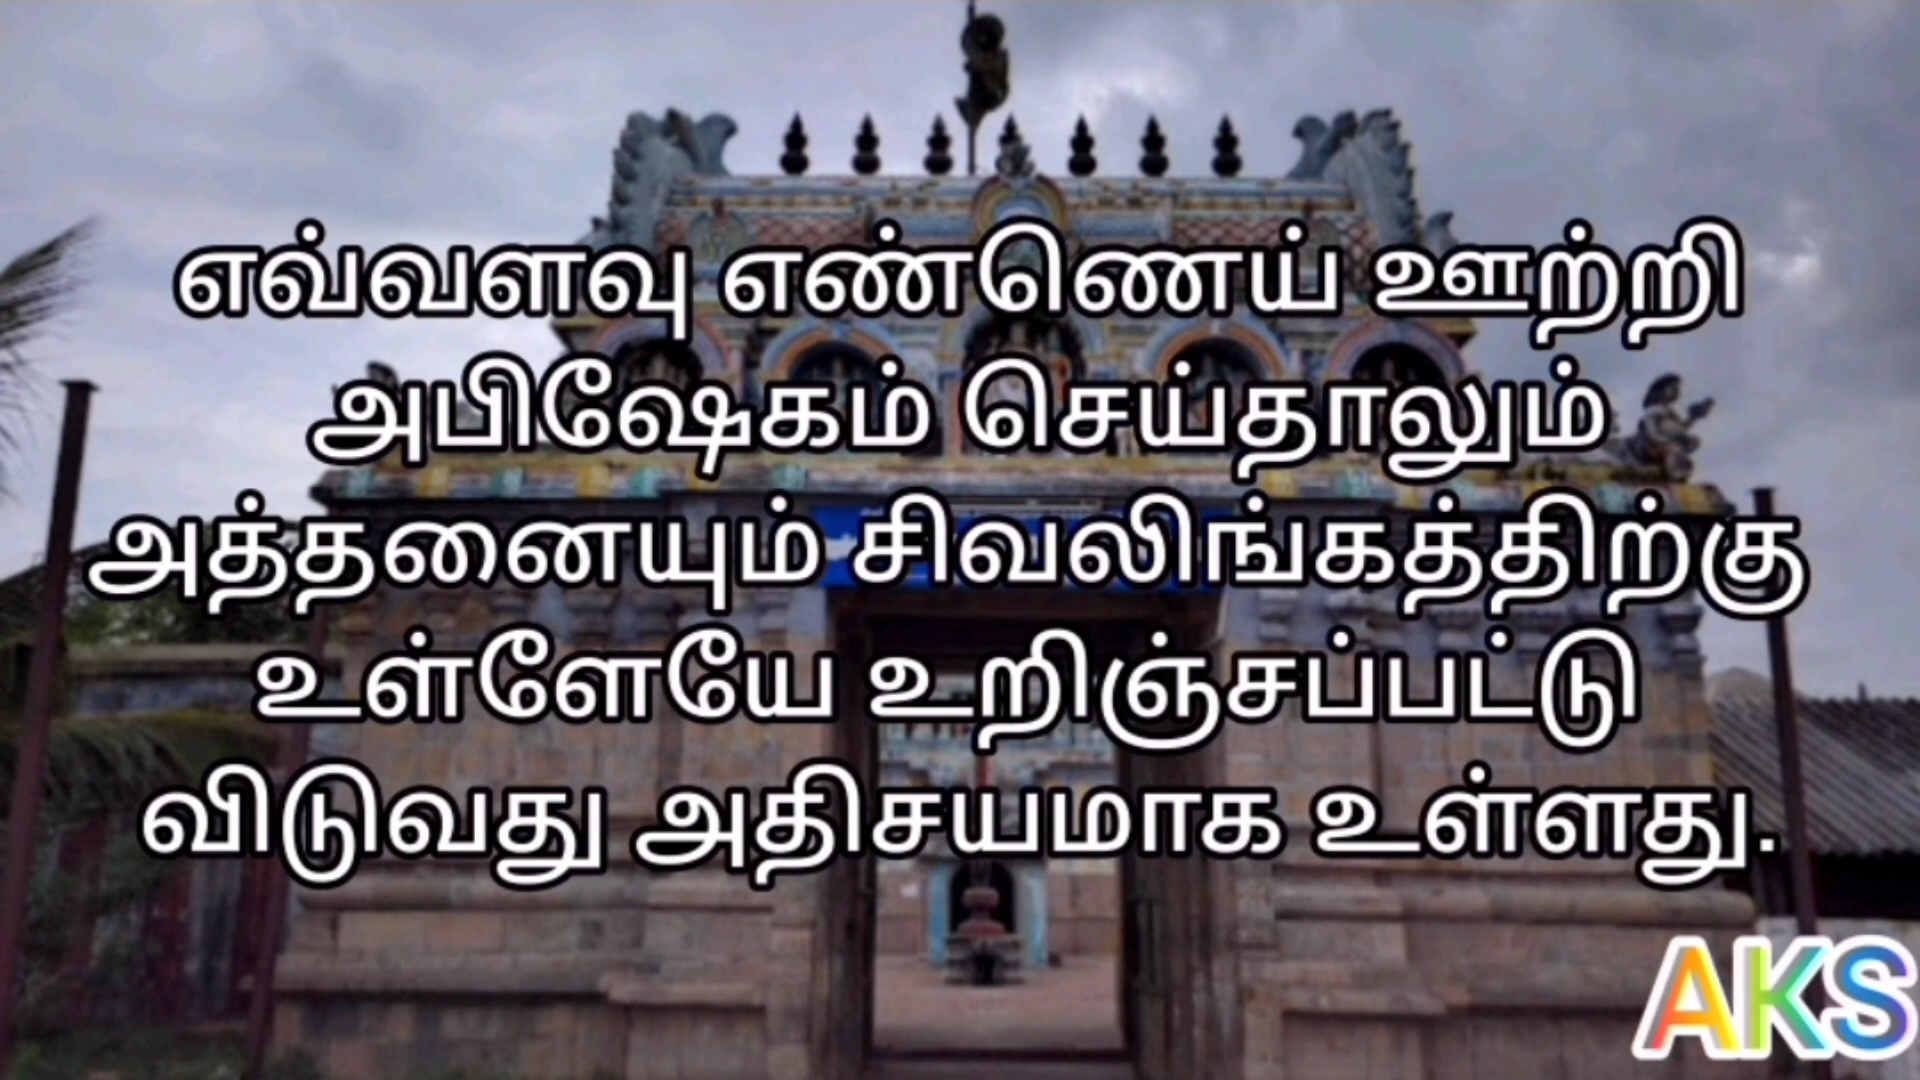 எவ்வளவு எண்ணெய் ஊற்றி
அபிஷேகம் செய்தாலும்
அத்தனையும் சிவலிங்கத்திற்கு
உள்ளேயே உறிஞ்சப்பட்டு
விடுவது அதிசயமாக உள்ளது.
AKS